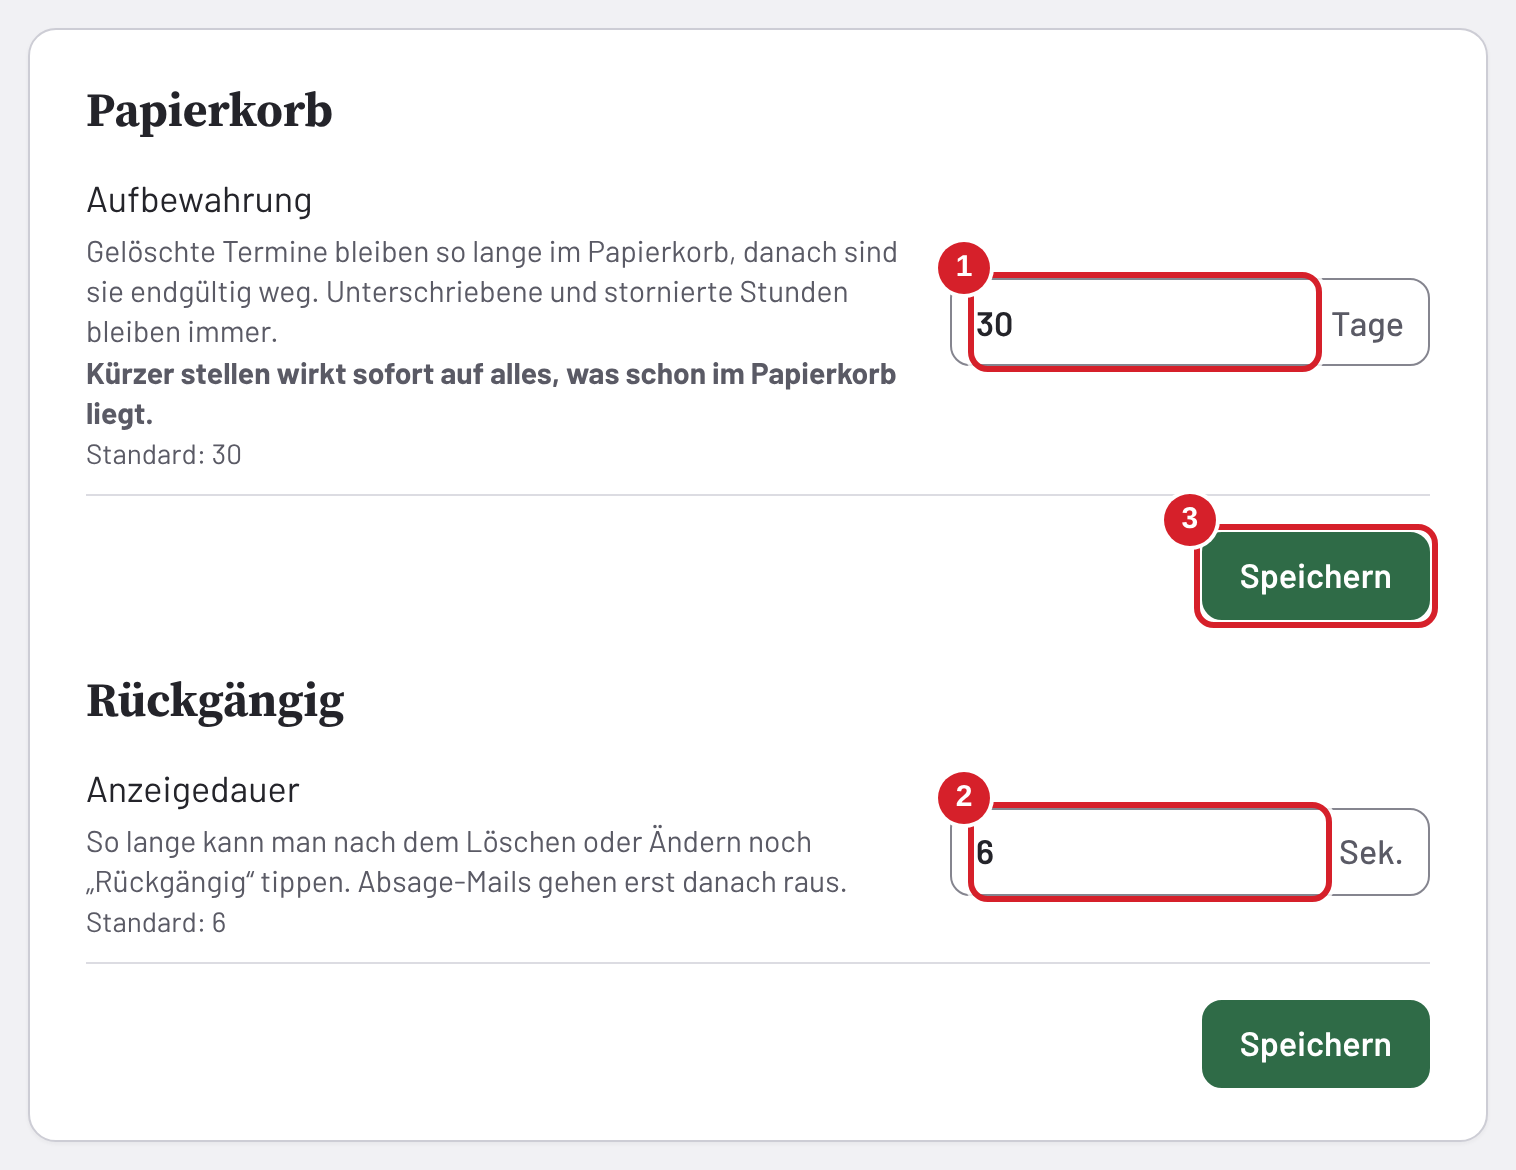 Papierkorb
Aufbewahrung
Gelöschte Termine bleiben so lange im Papierkorb, danach sind
sie endgültig weg. Unterschriebene und stornierte Stunden
bleiben immer.
Kürzer stellen wirkt sofort auf alles, was schon im Papierkorb
liegt.
Standard: 30
1
30 Tage
3
Speichern
Rückgängig
Anzeigedauer
So lange kann man nach dem Löschen oder Ändern noch
„Rückgängig“ tippen. Absage-Mails gehen erst danach raus.
Standard: 6
2
6 Sek.
Speichern